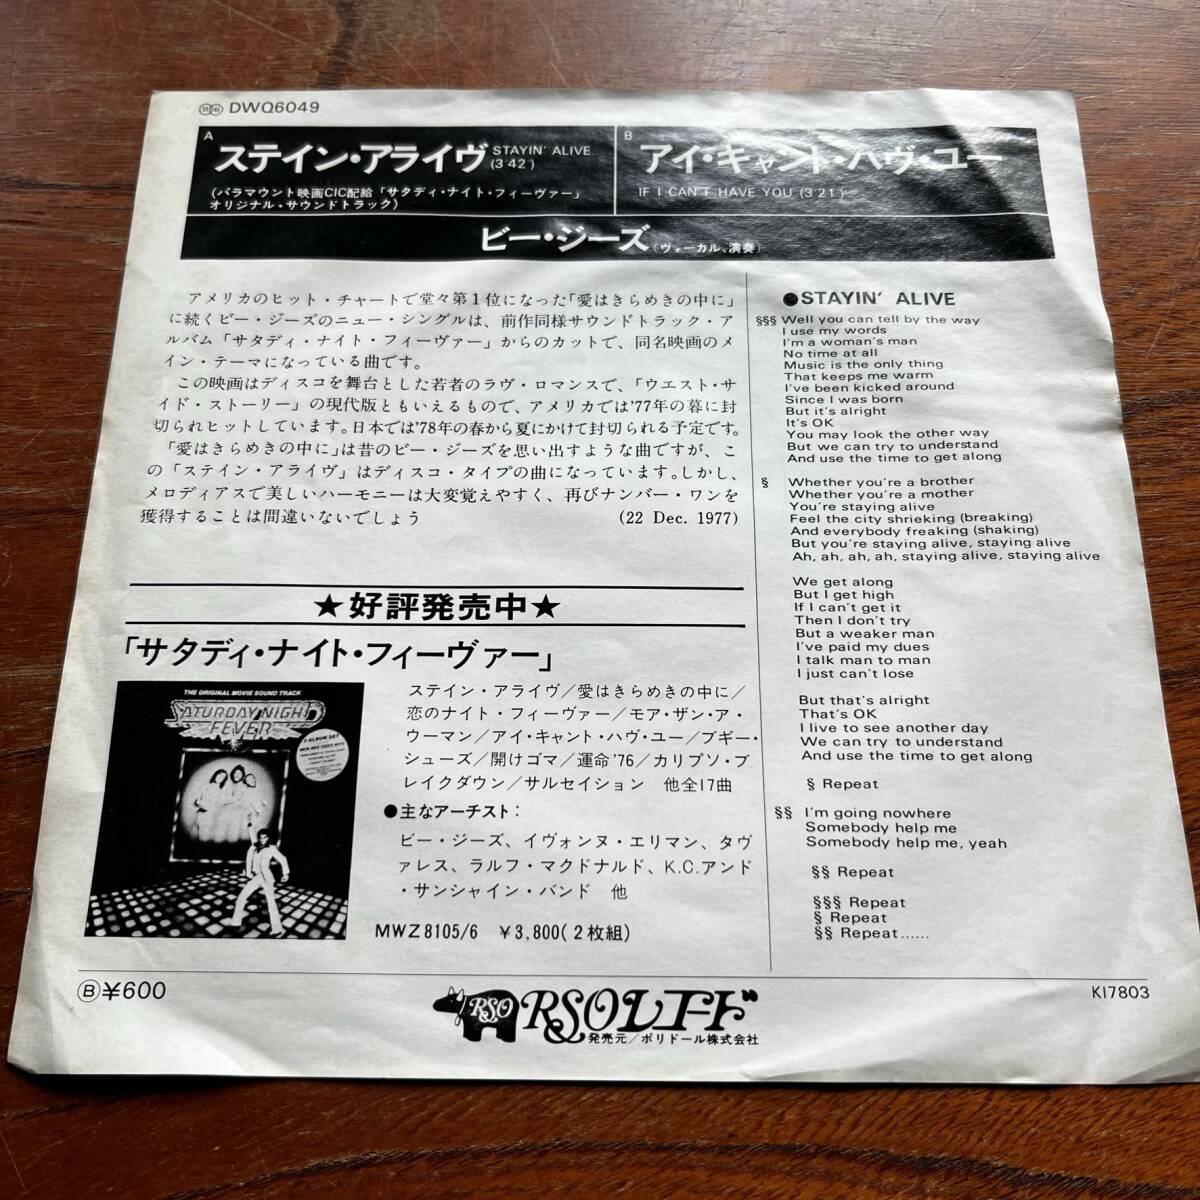 DWQ6049
A
ステイン・アライヴ STAYIN' ALIVE (3'42")
(パラマウント映画CIC配給「サタディ・ナイト・フィーヴァー」
オリジナル・サウンドトラック)
B
アイ・キャント・ハヴ・ユー
IF I CAN'T HAVE YOU (3'21")
ビー・ジーズ(ヴォーカル、演奏)
アメリカのヒット・チャートで堂々第1位になった「愛はきらめきの中に」
に続くビー・ジーズのニュー・シングルは、前作同様サウンドトラック・ア
ルバム「サタディ・ナイト・フィーヴァー」からのカットで、同名映画のメ
イン・テーマになっている曲です。
この映画はディスコを舞台とした若者のラヴ・ロマンスで、「ウエスト・サ
イド・ストーリー」の現代版ともいえるもので、アメリカでは'77年の暮に封
切られヒットしています。日本では'78年の春から夏にかけて封切られる予定です。
「愛はきらめきの中に」は昔のビー・ジーズを思い出すような曲ですが、こ
の「ステイン・アライヴ」はディスコ・タイプの曲になっています。しかし、
メロディアスで美しいハーモニーは大変覚えやすく、再びナンバー・ワンを
獲得することは間違いないでしょう (22 Dec. 1977)
★好評発売中★
「サタディ・ナイト・フィーヴァー」
THE ORIGINAL MOVIE SOUND TRACK
SATURDAY NIGHT
FEVER
ステイン・アライヴ/愛はきらめきの中に/
恋のナイト・フィーヴァー/モア・ザン・ア・
ウーマン/アイ・キャント・ハヴ・ユー/ブギー・
シューズ/開けゴマ/運命'76/カリプソ・ブ
レイクダウン/サルセイション 他全17曲
●主なアーチスト:
ビー・ジーズ、イヴォンヌ・エリマン、タヴ
ァレス、ラルフ・マクドナルド、K.C.アンド
・サンシャイン・バンド 他
MWZ8105/6 ¥3,800(2枚組)
●STAYIN' ALIVE
§§§ Well you can tell by the way
I use my words
I'm a woman's man
No time at all
Music is the only thing
That keeps me warm
I've been kicked around
Since I was born
But it's alright
It's OK
You may look the other way
But we can try to understand
And use the time to get along
§ Whether you're a brother
Whether you're a mother
You're staying alive
Feel the city shrieking (breaking)
And everybody freaking (shaking)
But you're staying alive, staying alive
Ah, ah, ah, ah, staying alive, staying alive
We get along
But I get high
If I can't get it
Then I don't try
But a weaker man
I've paid my dues
I talk man to man
I just can't lose
But that's alright
That's OK
I live to see another day
We can try to understand
And use the time to get along
§ Repeat
§§ I'm going nowhere
Somebody help me
Somebody help me, yeah
§§ Repeat
§§§ Repeat
§ Repeat
§§ Repeat......
Ⓑ¥600
RSO RSOレコード
発売元/ポリドール株式会社
K17803